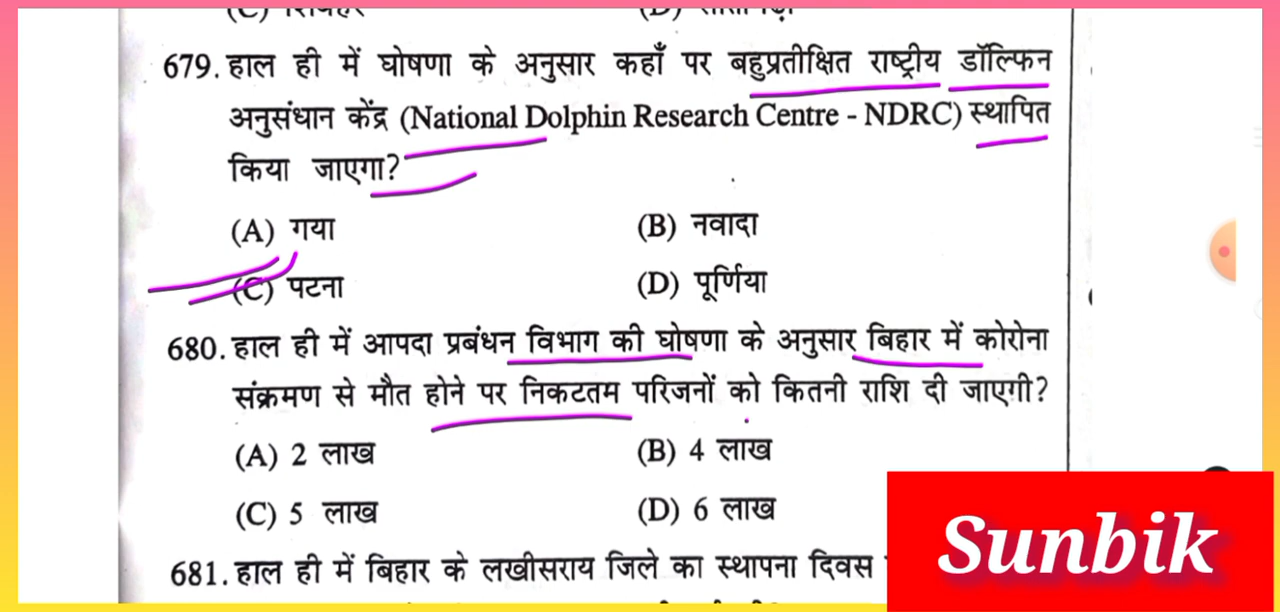 679. हाल ही में घोषणा के अनुसार कहाँ पर बहुप्रतीक्षित राष्ट्रीय डॉल्फिन
अनुसंधान केंद्र (National Dolphin Research Centre - NDRC) स्थापित
किया जाएगा?
(A) गया (B) नवादा
(C) पटना (D) पूर्णिया
680. हाल ही में आपदा प्रबंधन विभाग की घोषणा के अनुसार बिहार में कोरोना
संक्रमण से मौत होने पर निकटतम परिजनों को कितनी राशि दी जाएगी?
(A) 2 लाख (B) 4 लाख
(C) 5 लाख (D) 6 लाख
681. हाल ही में बिहार के लखीसराय जिले का स्थापना दिवस
Sunbik